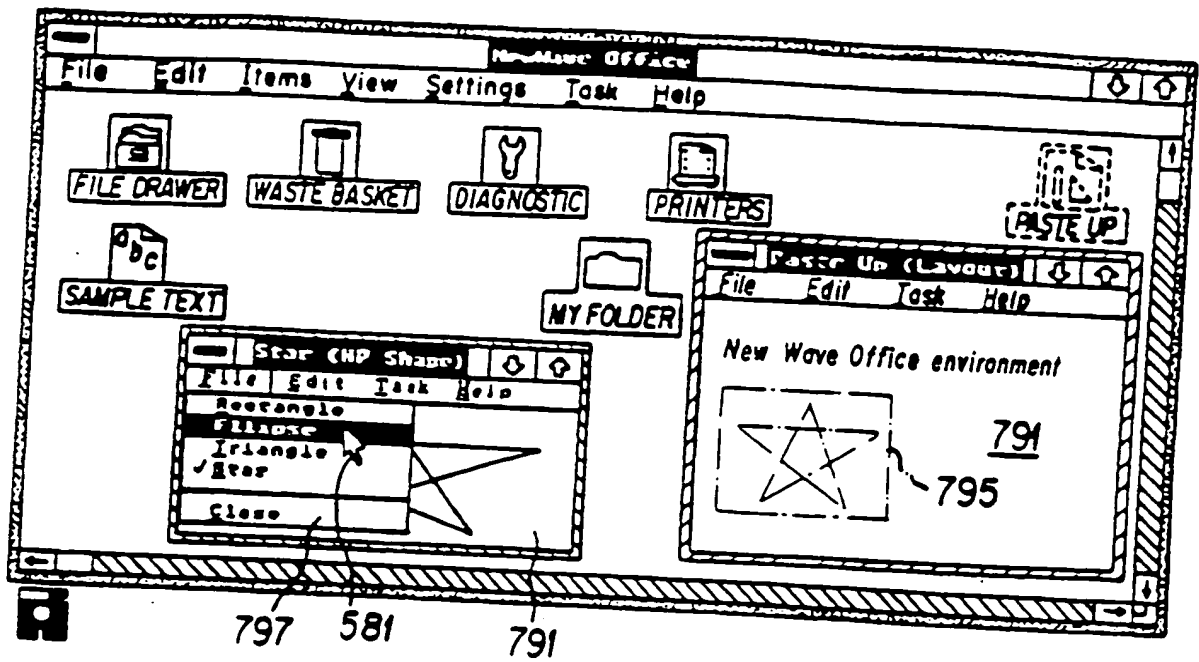 NewWave Office
File Edit Items View Settings Task Help
FILE DRAWER WASTE BASKET DIAGNOSTIC PRINTERS PASTE UP
abc
SAMPLE TEXT MY FOLDER
Paste Up (Layout)
File Edit Task Help
New Wave Office environment
791
795
Star (HP Shape)
File Edit Task Help
Rectangle
Ellipse
Triangle
✓ Star
Close
797 581 791